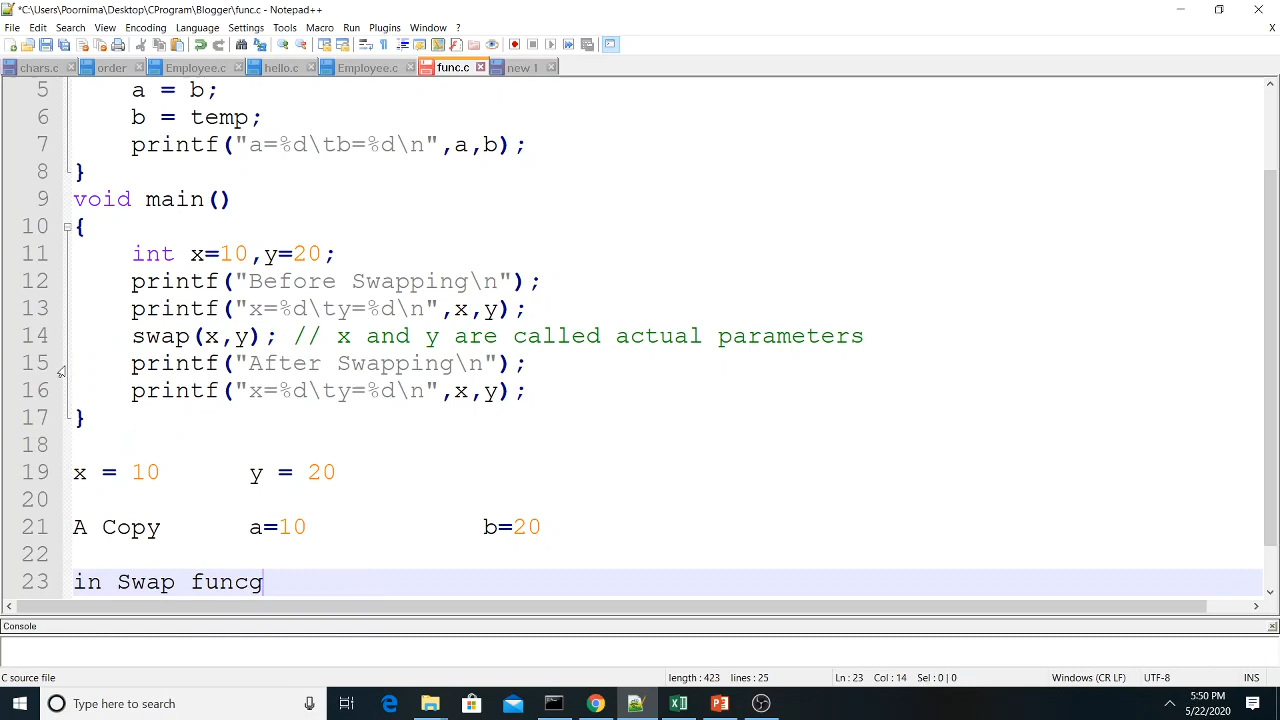 *C:\Users\Poornima\Desktop\CProgram\Blogger\func.c - Notepad++
File Edit Search View Encoding Language Settings Tools Macro Run Plugins Window ? X
chars.c order Employee.c hello.c Employee.c func.c new 1
5 a = b;
6 b = temp;
7 printf("a=%d\tb=%d\n",a,b);
8 }
9 void main()
10 {
11 int x=10,y=20;
12 printf("Before Swapping\n");
13 printf("x=%d\ty=%d\n",x,y);
14 swap(x,y); // x and y are called actual parameters
15 printf("After Swapping\n");
16 printf("x=%d\ty=%d\n",x,y);
17 }
18
19 x = 10 y = 20
20
21 A Copy a=10 b=20
22
23 in Swap funcg
Console
C source file length : 423 lines : 25 Ln : 23 Col : 14 Sel : 0 | 0 Windows (CR LF) UTF-8 INS
Type here to search
5:50 PM
5/22/2020